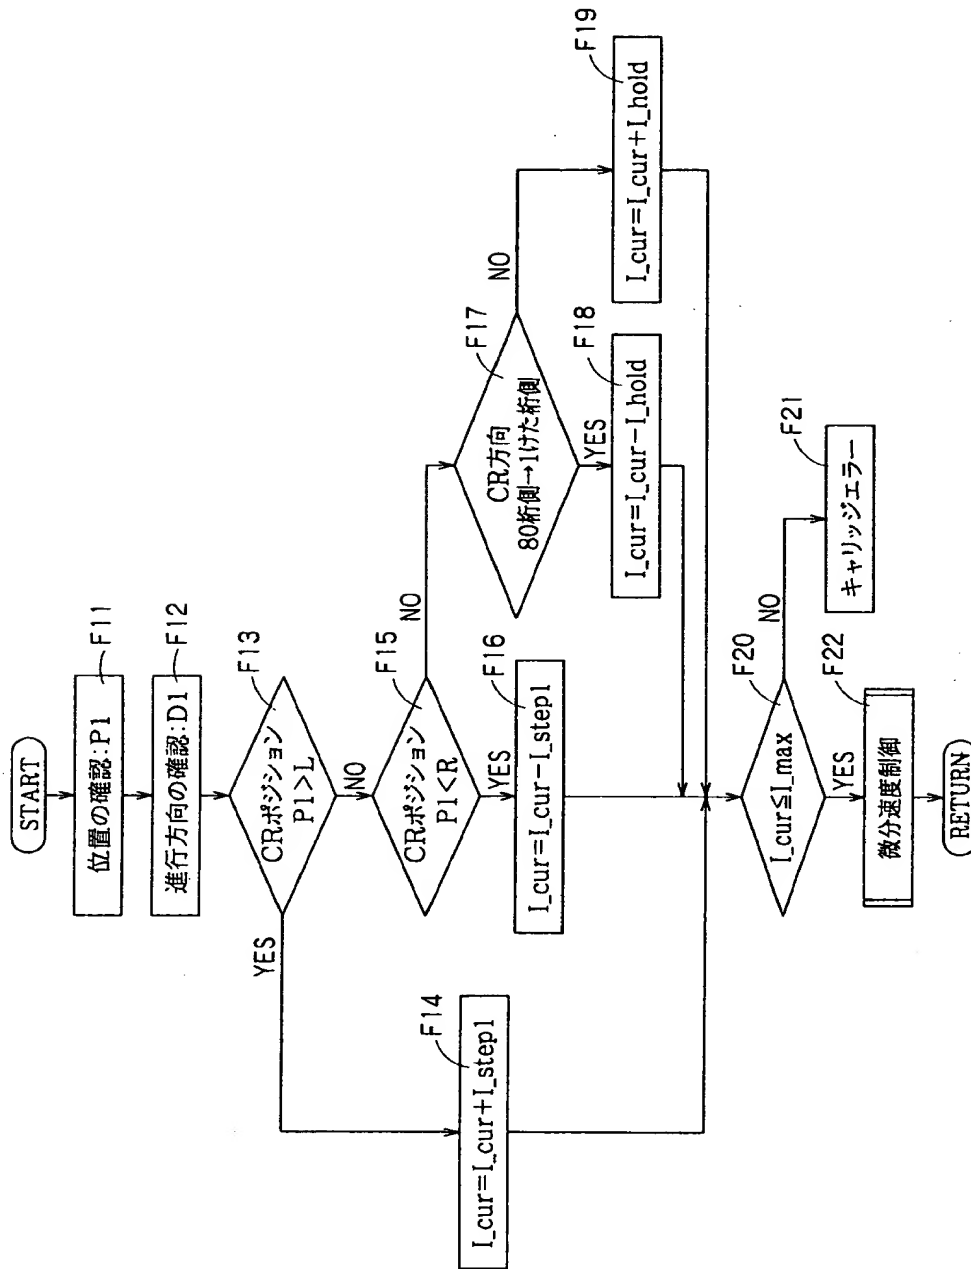 START
位置の確認:P1
F11
進行方向の確認:D1
F12
CRポジション
P1>L
F13
YES
NO
I_cur=I_cur+I_step1
F14
CRポジション
P1<R
F15
NO
YES
I_cur=I_cur-I_step1
F16
CR方向
80桁側→1けた桁側
F17
NO
YES
I_cur=I_cur-I_hold
F18
I_cur=I_cur+I_hold
F19
I_cur≦I_max
F20
NO
YES
キャリッジエラー
F21
微分速度制御
F22
RETURN